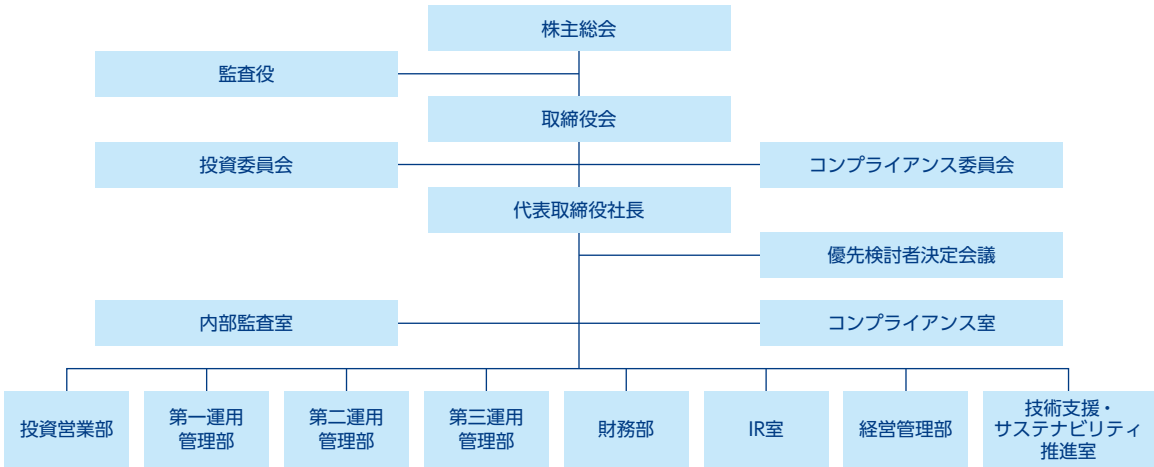 株主総会
監査役
取締役会
投資委員会
コンプライアンス委員会
代表取締役社長
優先検討者決定会議
内部監査室
コンプライアンス室
投資営業部
第一運用
管理部
第二運用
管理部
第三運用
管理部
財務部
IR室
経営管理部
技術支援・
サステナビリティ
推進室